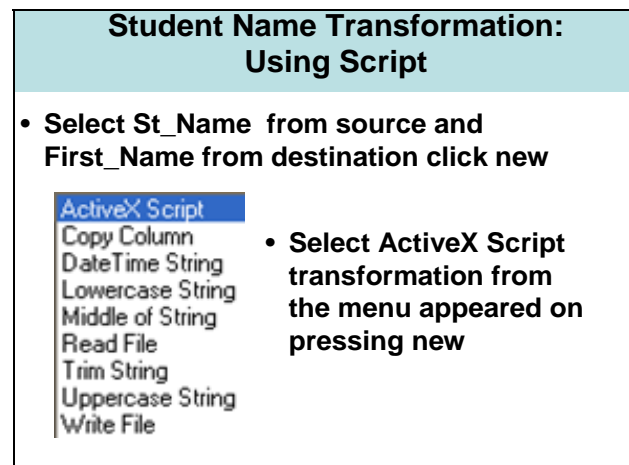 Student Name Transformation:
Using Script
• Select St_Name from source and
First_Name from destination click new
ActiveX Script
Copy Column
DateTime String
Lowercase String
Middle of String
Read File
Trim String
Uppercase String
Write File
• Select ActiveX Script
transformation from
the menu appeared on
pressing new